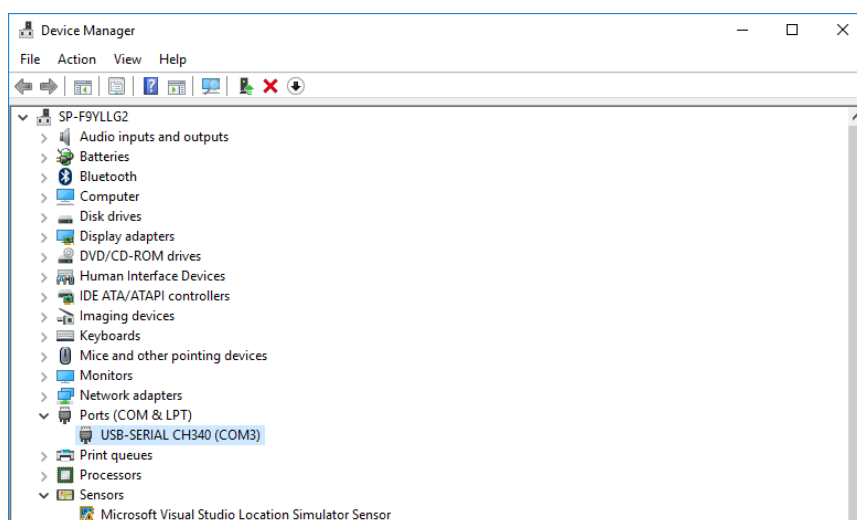 Device Manager
File Action View Help
SP-F9YLLG2
Audio inputs and outputs
Batteries
Bluetooth
Computer
Disk drives
Display adapters
DVD/CD-ROM drives
Human Interface Devices
IDE ATA/ATAPI controllers
Imaging devices
Keyboards
Mice and other pointing devices
Monitors
Network adapters
Ports (COM & LPT)
USB-SERIAL CH340 (COM3)
Print queues
Processors
Sensors
Microsoft Visual Studio Location Simulator Sensor